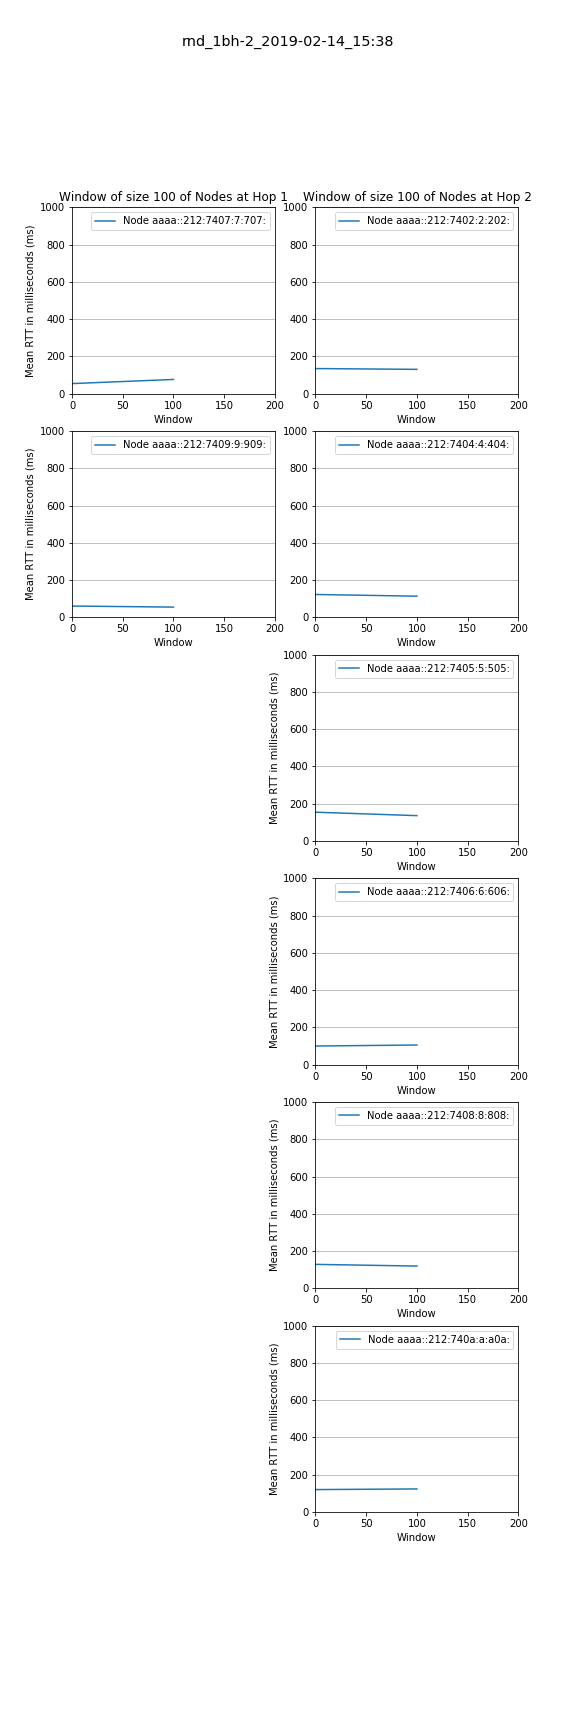 rnd_1bh-2_2019-02-14_15:38
Window of size 100 of Nodes at Hop 1
Mean RTT in milliseconds (ms)
1000
800
600
400
200
0
Node aaaa::212:7407:7:707:
0 50 100 150 200
Window
Window of size 100 of Nodes at Hop 2
1000
800
600
400
200
0
Node aaaa::212:7402:2:202:
0 50 100 150 200
Window
Mean RTT in milliseconds (ms)
1000
800
600
400
200
0
Node aaaa::212:7409:9:909:
0 50 100 150 200
Window
1000
800
600
400
200
0
Node aaaa::212:7404:4:404:
0 50 100 150 200
Window
Mean RTT in milliseconds (ms)
1000
800
600
400
200
0
Node aaaa::212:7405:5:505:
0 50 100 150 200
Window
Mean RTT in milliseconds (ms)
1000
800
600
400
200
0
Node aaaa::212:7406:6:606:
0 50 100 150 200
Window
Mean RTT in milliseconds (ms)
1000
800
600
400
200
0
Node aaaa::212:7408:8:808:
0 50 100 150 200
Window
Mean RTT in milliseconds (ms)
1000
800
600
400
200
0
Node aaaa::212:740a:a:a0a:
0 50 100 150 200
Window